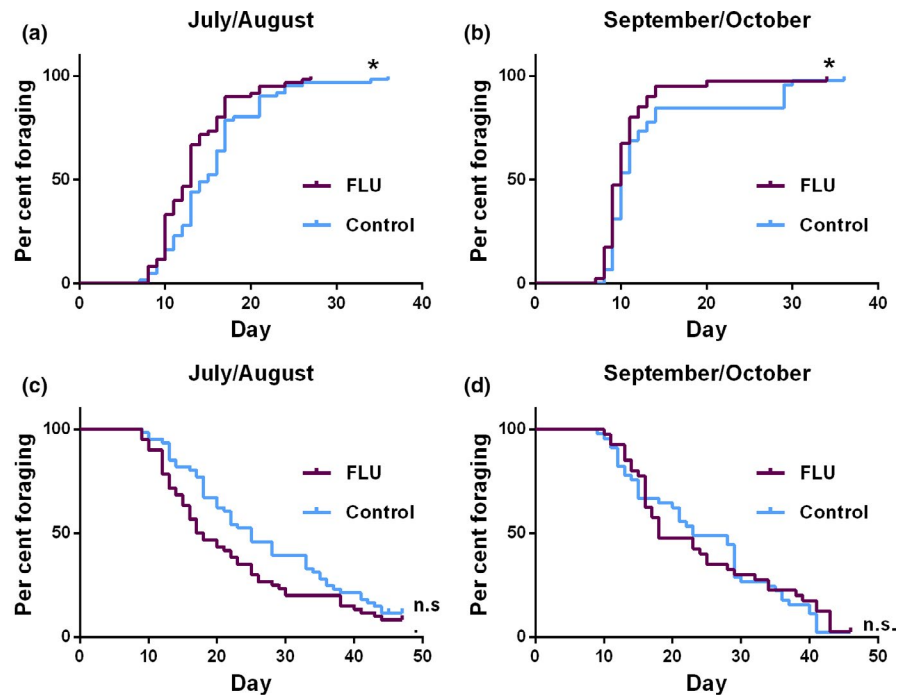 (a)
July/August
Per cent foraging
100
50
0
*
FLU
Control
0 10 20 30 40
Day
(b)
September/October
Per cent foraging
100
50
0
*
FLU
Control
0 10 20 30 40
Day
(c)
July/August
Per cent foraging
100
50
0
FLU
Control
n.s
.
0 10 20 30 40 50
Day
(d)
September/October
Per cent foraging
100
50
0
FLU
Control
n.s.
0 10 20 30 40 50
Day